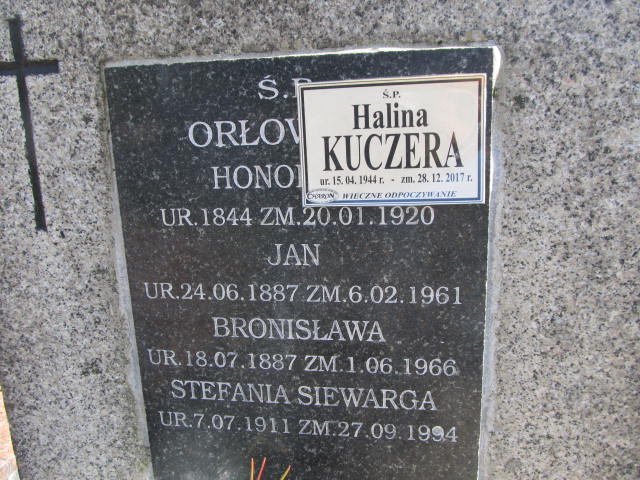 Ś.P.
Halina
KUCZERA
ur. 15. 04. 1944 r. - zm. 28. 12. 2017 r.
CHARON WIECZNE ODPOCZYWANIE
UR.1844 ZM.20.01.1920
JAN
UR.24.06.1887 ZM.6.02.1961
BRONISŁAWA
UR.18.07.1887 ZM.1.06.1966
STEFANIA SIEWARGA
UR.7.07.1911 ZM.27.09.1994